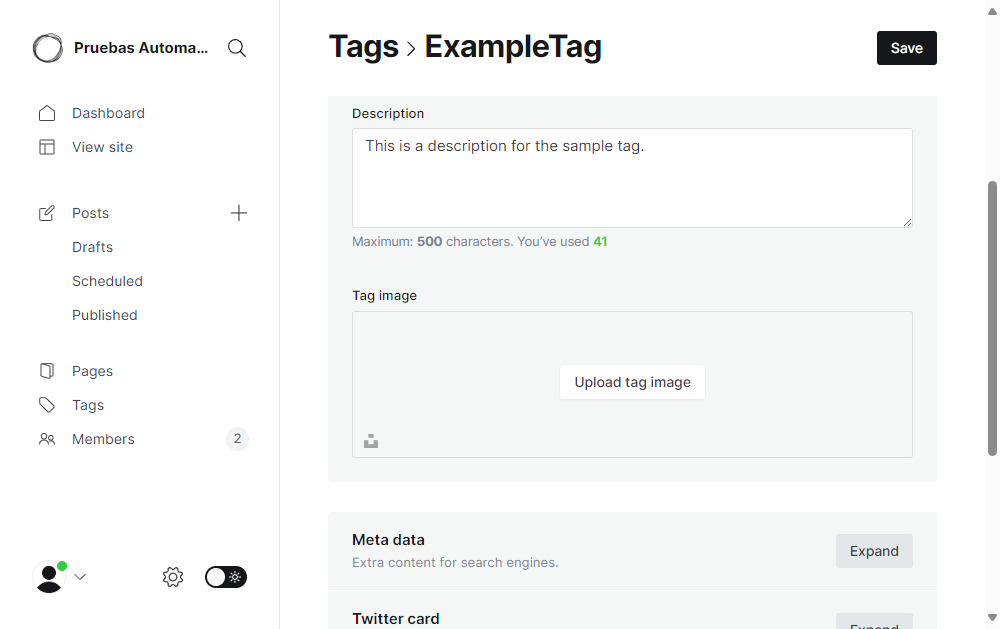 Pruebas Automa...
Dashboard
View site
Posts
Drafts
Scheduled
Published
Pages
Tags
Members
2
Tags > ExampleTag
Save
Description
This is a description for the sample tag.
Maximum: 500 characters. You’ve used 41
Tag image
Upload tag image
Meta data
Extra content for search engines.
Expand
Twitter card
Expand